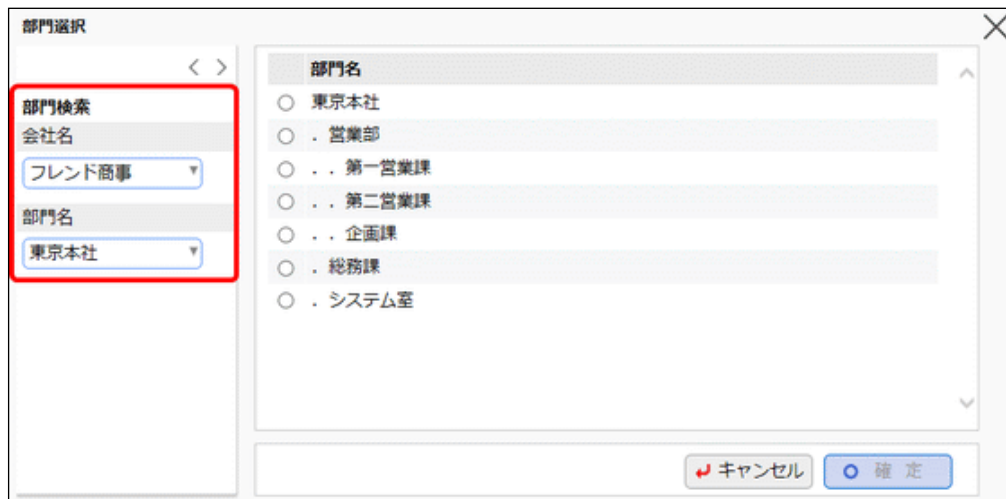 部門選択
部門検索
会社名
フレンド商事
部門名
東京本社
部門名
東京本社
. 営業部
. . 第一営業課
. . 第二営業課
. . 企画課
. 総務課
. システム室
キャンセル
確 定